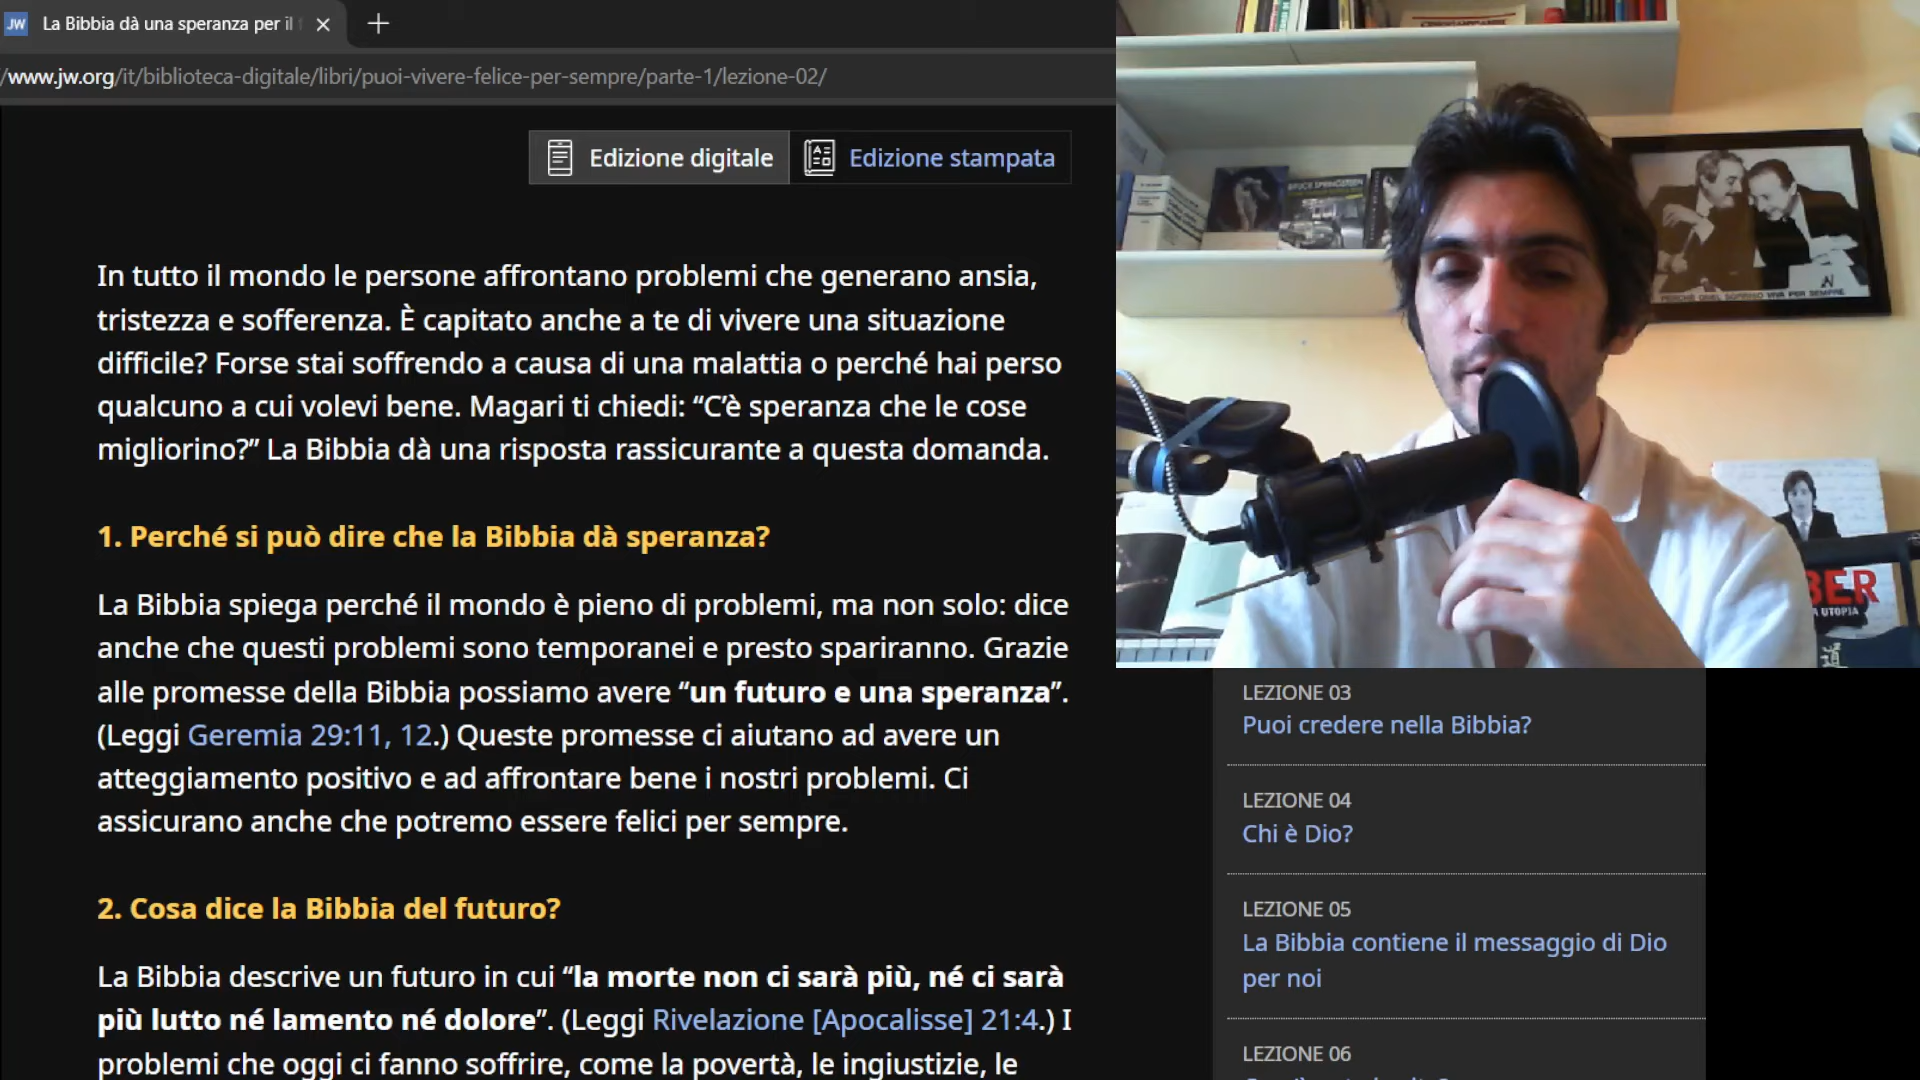 JW La Bibbia dà una speranza per il
/www.jw.org/it/biblioteca-digitale/libri/puoi-vivere-felice-per-sempre/parte-1/lezione-02/
Edizione digitale
Edizione stampata
In tutto il mondo le persone affrontano problemi che generano ansia,
tristezza e sofferenza. È capitato anche a te di vivere una situazione
difficile? Forse stai soffrendo a causa di una malattia o perché hai perso
qualcuno a cui volevi bene. Magari ti chiedi: “C’è speranza che le cose
migliorino?” La Bibbia dà una risposta rassicurante a questa domanda.
1. Perché si può dire che la Bibbia dà speranza?
La Bibbia spiega perché il mondo è pieno di problemi, ma non solo: dice
anche che questi problemi sono temporanei e presto spariranno. Grazie
alle promesse della Bibbia possiamo avere “un futuro e una speranza”.
(Leggi Geremia 29:11, 12.) Queste promesse ci aiutano ad avere un
atteggiamento positivo e ad affrontare bene i nostri problemi. Ci
assicurano anche che potremo essere felici per sempre.
2. Cosa dice la Bibbia del futuro?
La Bibbia descrive un futuro in cui “la morte non ci sarà più, né ci sarà
più lutto né lamento né dolore”. (Leggi Rivelazione [Apocalisse] 21:4.) I
problemi che oggi ci fanno soffrire, come la povertà, le ingiustizie, le
BRUCE SPRINGSTEEN
VIVA PER SEMPRE
BER
UTOPIA
LEZIONE 03
Puoi credere nella Bibbia?
LEZIONE 04
Chi è Dio?
LEZIONE 05
La Bibbia contiene il messaggio di Dio
per noi
LEZIONE 06